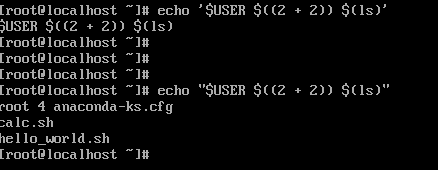 [root@localhost ~]# echo '$USER $((2 + 2)) $(ls)'
$USER $((2 + 2)) $(ls)
[root@localhost ~]#
[root@localhost ~]#
[root@localhost ~]#
[root@localhost ~]# echo "$USER $((2 + 2)) $(ls)"
root 4 anaconda-ks.cfg
calc.sh
hello_world.sh
[root@localhost ~]#